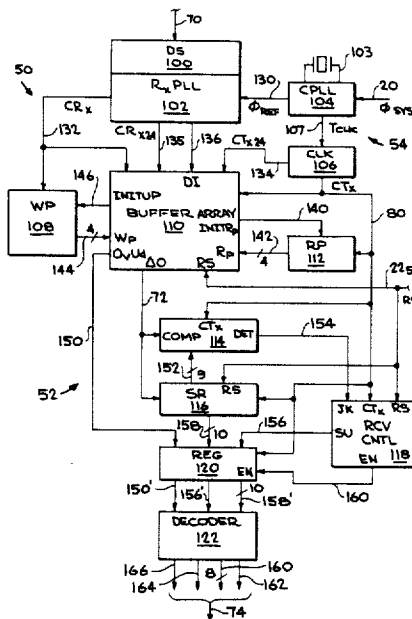 70
103
50
DS
100
130
20
CRX
RX PLL
102
CPLL
104
ΦREF
ΦSYS
132
CRX24
135
136
CTX24
107
TCLK
54
134
CLK
106
146
DI
CTX
INITUP
WP
108
BUFFER ARRAY
110
140
80
INITRP
144
4
WP
RP
142
4
RP
112
OvUd
ΔO
RS
150
72
22
RS
CTX
COMP
114
DET
154
52
152
9
RS
SR
116
156
JK
CTX
RS
158
10
SU
RCV
CNTL
118
REG
120
EN
EN
150'
156'
10
158'
160
DECODER
122
166
164
8
160
162
74